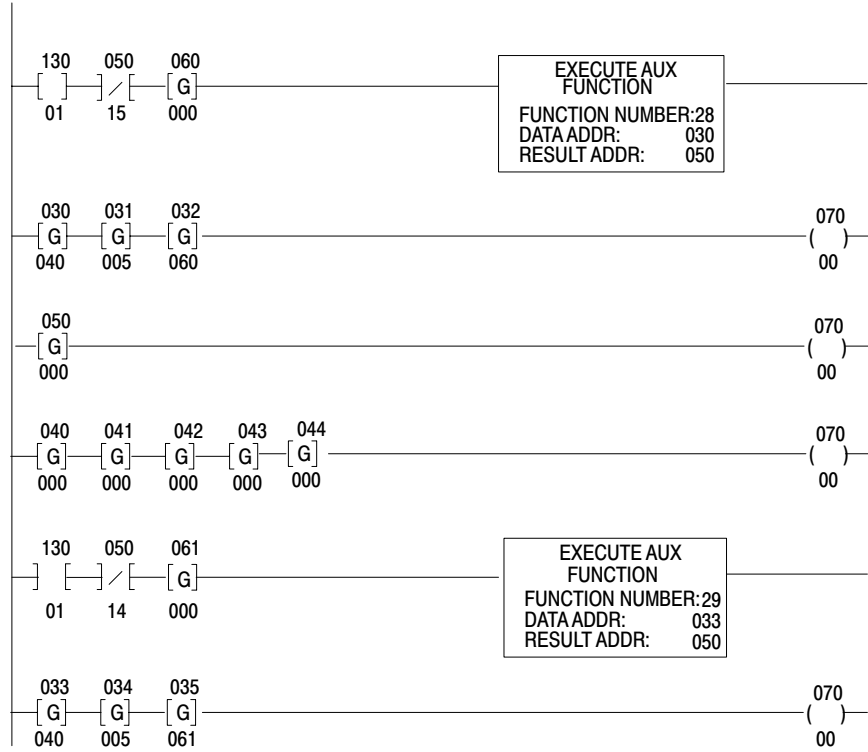 130 050 060
[ ] ] / [ [ G ]
01 15 000
EXECUTE AUX
FUNCTION
FUNCTION NUMBER:28
DATA ADDR: 030
RESULT ADDR: 050
030 031 032 070
[ G ] [ G ] [ G ] ( )
040 005 060 00
050 070
[ G ] ( )
000 00
040 041 042 043 044 070
[ G ] [ G ] [ G ] [ G ] [ G ] ( )
000 000 000 000 000 00
130 050 061
] [ ] / [ [ G ]
01 14 000
EXECUTE AUX
FUNCTION
FUNCTION NUMBER:29
DATA ADDR: 033
RESULT ADDR: 050
033 034 035 070
[ G ] [ G ] [ G ] ( )
040 005 061 00